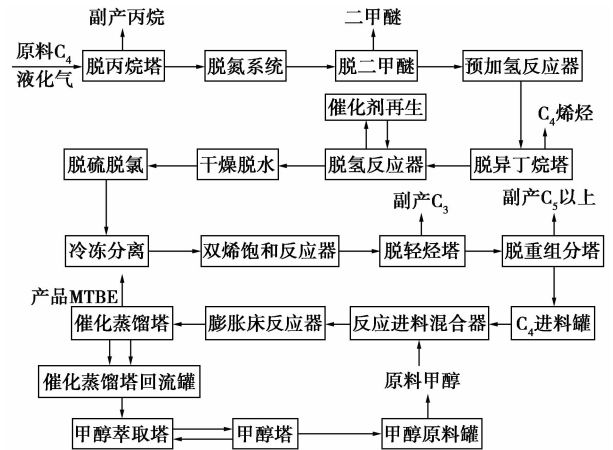 副产丙烷
二甲醚
原料C₄
液化气
脱丙烷塔
脱氮系统
脱二甲醚
预加氢反应器
催化剂再生
C₄烯烃
脱硫脱氯
干燥脱水
脱氢反应器
脱异丁烷塔
副产C₃
副产C₅以上
冷冻分离
双烯饱和反应器
脱轻烃塔
脱重组分塔
产品MTBE
催化蒸馏塔
膨胀床反应器
反应进料混合器
C₄进料罐
催化蒸馏塔回流罐
原料甲醇
甲醇萃取塔
甲醇塔
甲醇原料罐